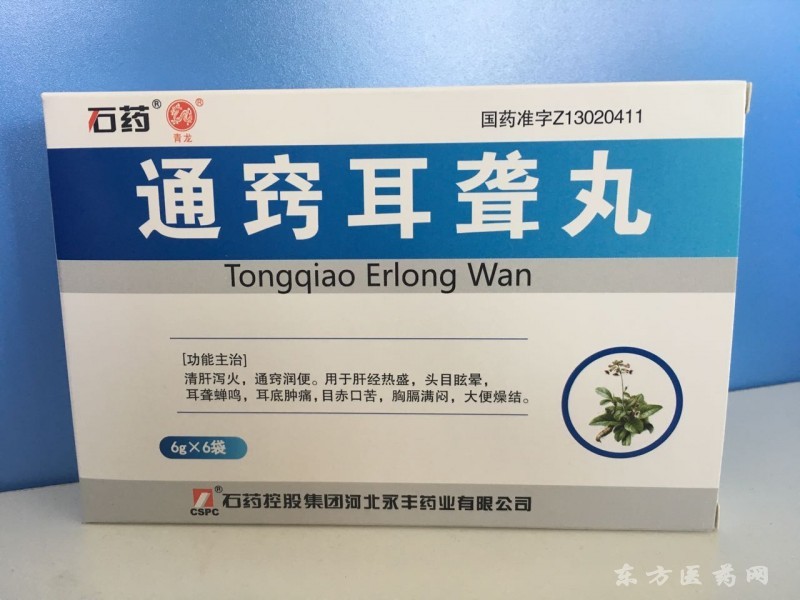 石药® ®
青龙
国药准字Z13020411
通窍耳聋丸
Tongqiao Erlong Wan
[功能主治]
清肝泻火，通窍润便。用于肝经热盛，头目眩晕，
耳聋蝉鸣，耳底肿痛，目赤口苦，胸膈满闷，大便燥结。
6g×6袋
CSPC ® 石药控股集团河北永丰药业有限公司
东方医药网